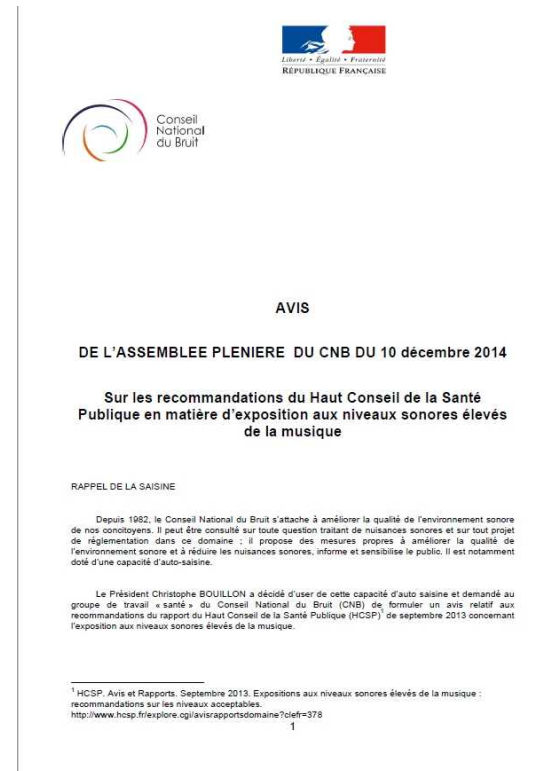 Liberté • Égalité • Fraternité
RÉPUBLIQUE FRANÇAISE
Conseil
National
du Bruit
AVIS
DE L'ASSEMBLEE PLENIERE DU CNB DU 10 décembre 2014
Sur les recommandations du Haut Conseil de la Santé
Publique en matière d'exposition aux niveaux sonores élevés
de la musique
RAPPEL DE LA SAISINE
Depuis 1982, le Conseil National du Bruit s'attache à améliorer la qualité de l'environnement sonore
de nos concitoyens. Il peut être consulté sur toute question traitant de nuisances sonores et sur tout projet
de réglementation dans ce domaine ; il propose des mesures propres à améliorer la qualité de
l'environnement sonore et à réduire les nuisances sonores, informe et sensibilise le public. Il est notamment
doté d'une capacité d'auto-saisine.
Le Président Christophe BOUILLON a décidé d'user de cette capacité d'auto saisine et demandé au
groupe de travail « santé » du Conseil National du Bruit (CNB) de formuler un avis relatif aux
recommandations du rapport du Haut Conseil de la Santé Publique (HCSP)1 de septembre 2013 concernant
l'exposition aux niveaux sonores élevés de la musique.
1 HCSP. Avis et Rapports. Septembre 2013. Expositions aux niveaux sonores élevés de la musique :
recommandations sur les niveaux acceptables.
http://www.hcsp.fr/explore.cgi/avisrapportsdomaine?clefr=378
1